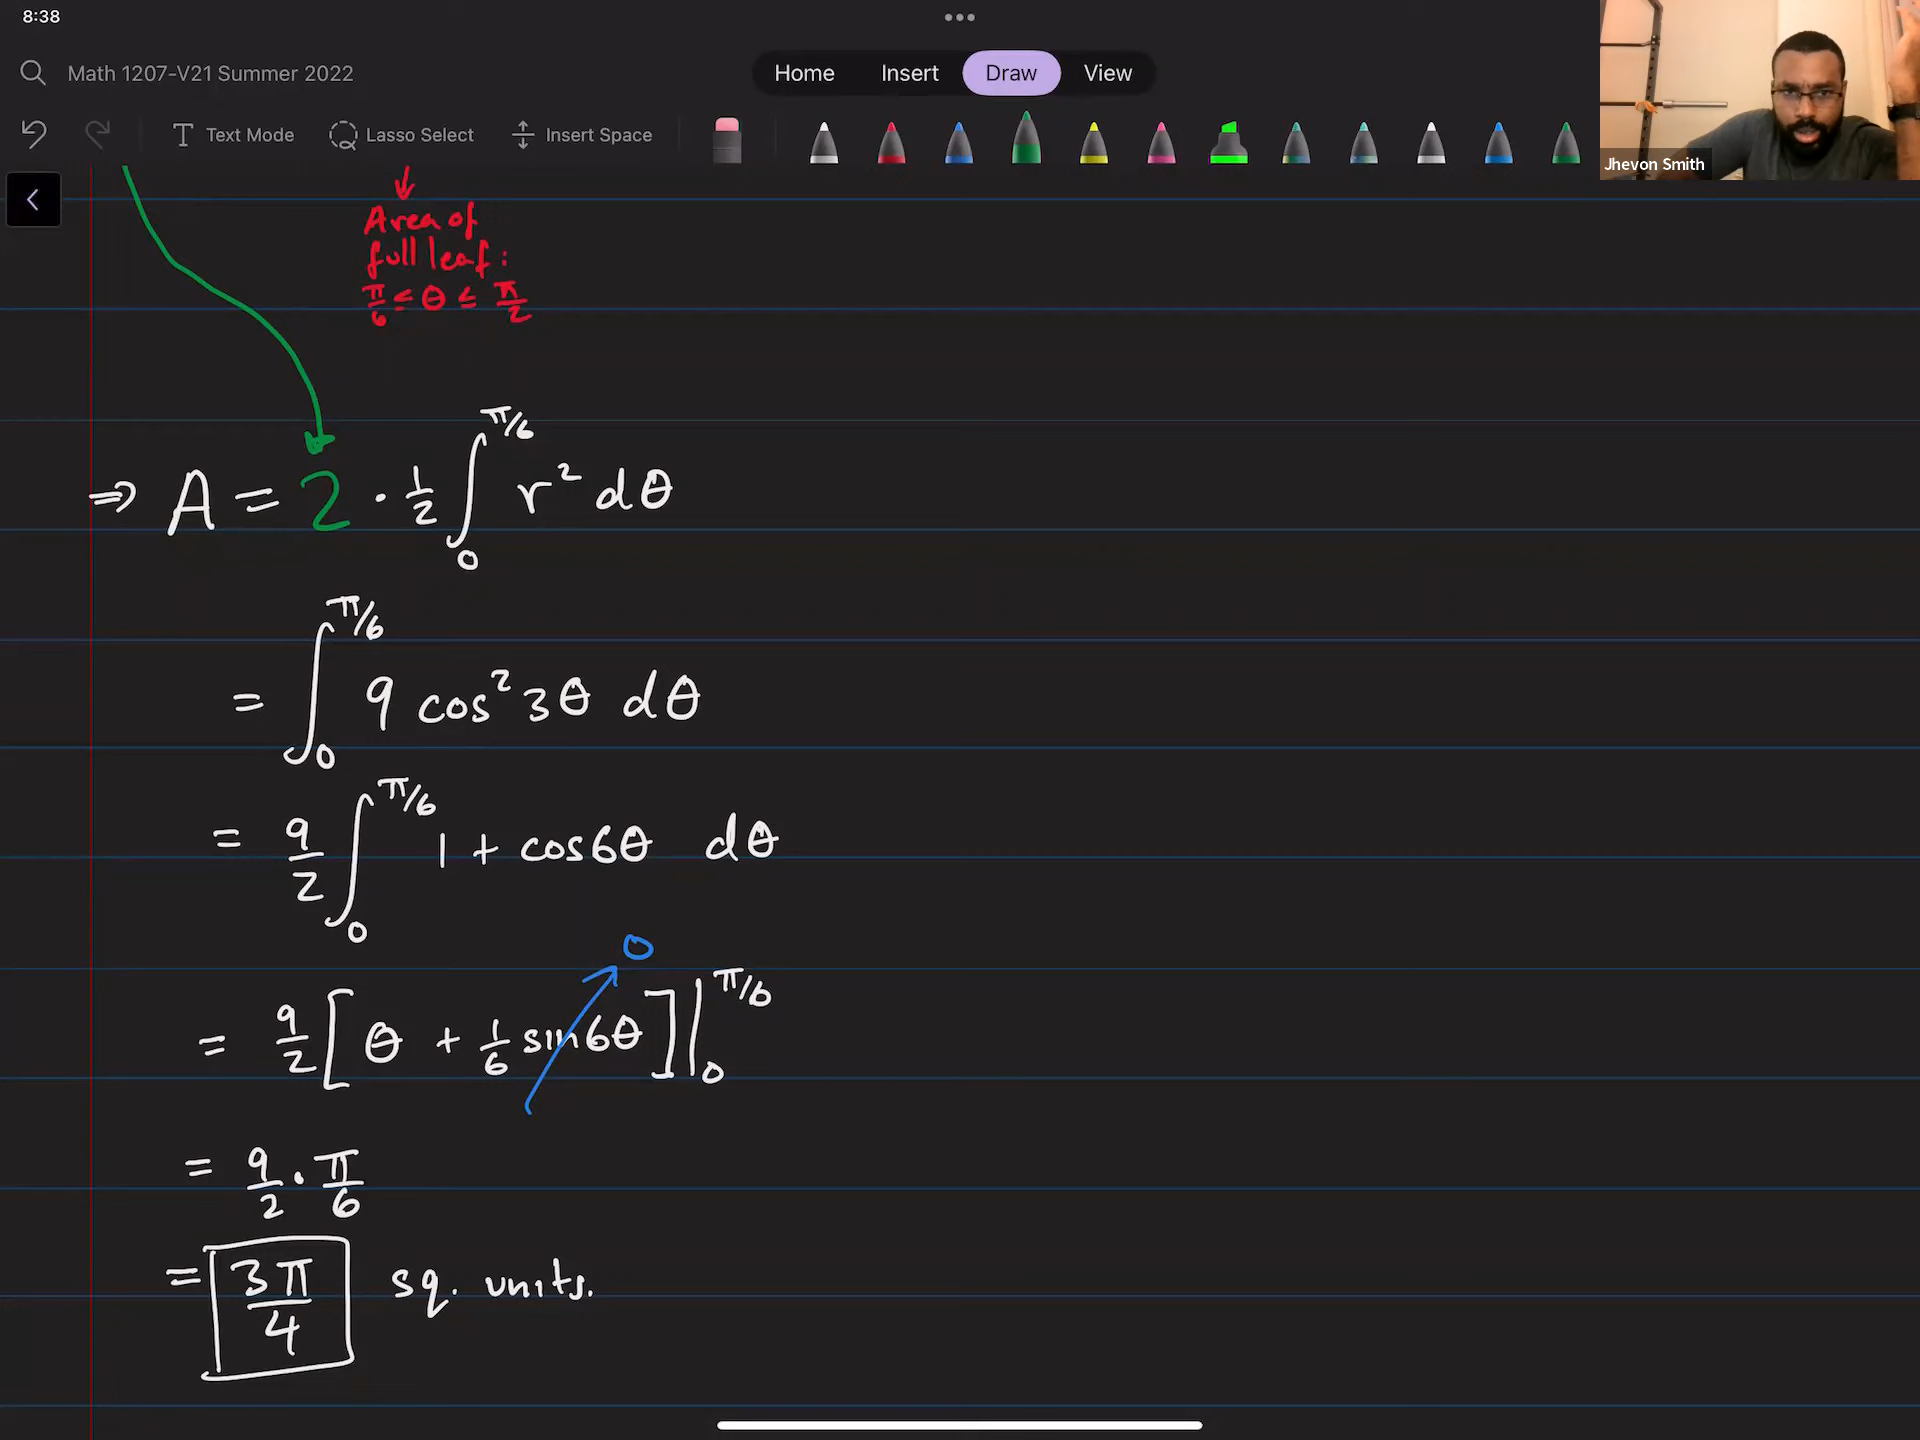 8:38
Math 1207-V21 Summer 2022
Home Insert Draw View
Text Mode Lasso Select Insert Space
Jhevon Smith
Area of
full leaf:
π/6 ≤ θ ≤ π/2
⇒ A = 2 · 1/2 ∫₀^{π/6} r² dθ
= ∫₀^{π/6} 9 cos² 3θ dθ
= 9/2 ∫₀^{π/6} 1 + cos6θ dθ
0
= 9/2 [θ + 1/6 sin6θ] |₀^{π/6}
= 9/2 · π/6
= 3π/4 sq. units.